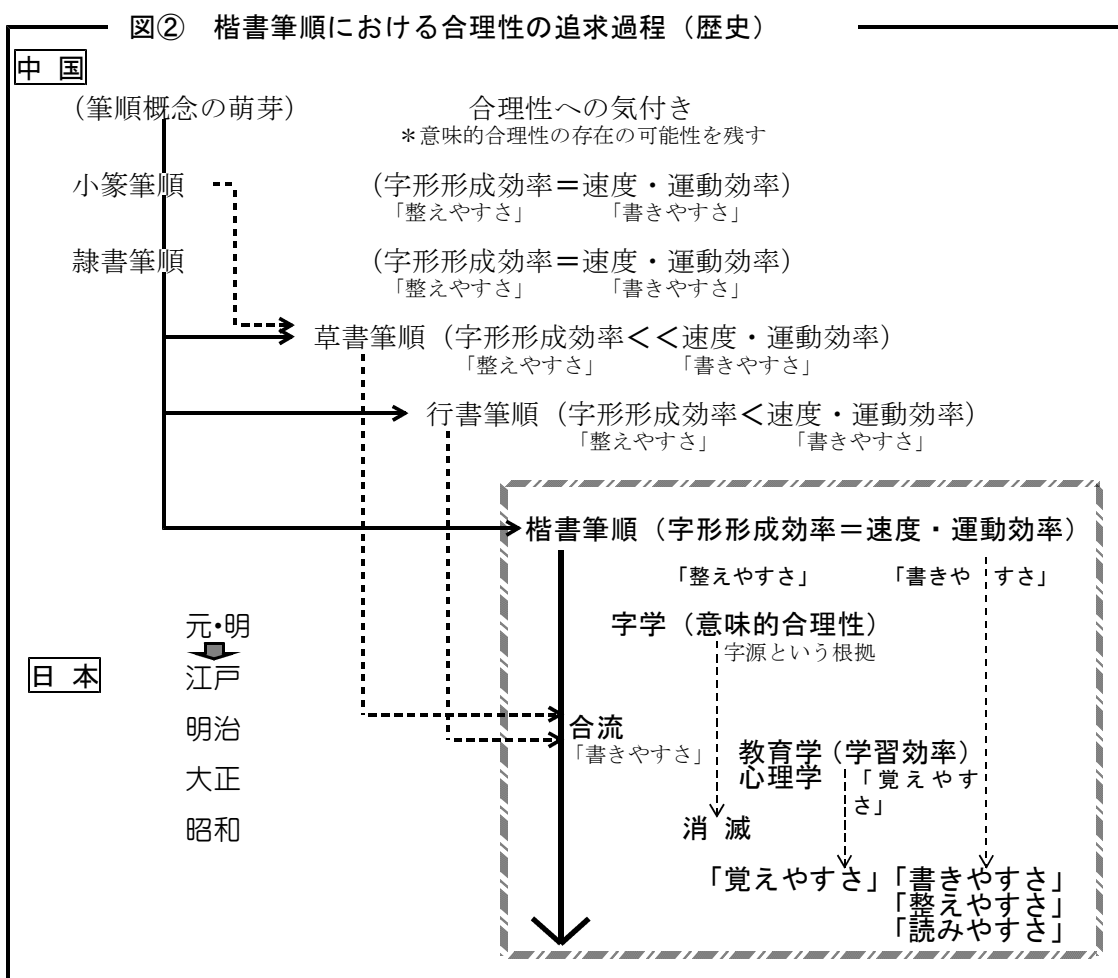 図② 楷書筆順における合理性の追求過程（歴史）
中 国
（筆順概念の萌芽） 合理性への気付き
＊意味的合理性の存在の可能性を残す
小篆筆順 （字形形成効率＝速度・運動効率）
「整えやすさ」 「書きやすさ」
隷書筆順 （字形形成効率＝速度・運動効率）
「整えやすさ」 「書きやすさ」
草書筆順（字形形成効率＜＜速度・運動効率）
「整えやすさ」 「書きやすさ」
行書筆順（字形形成効率＜速度・運動効率）
「整えやすさ」 「書きやすさ」
楷書筆順（字形形成効率＝速度・運動効率）
「整えやすさ」 「書きやすさ」
元・明
字学（意味的合理性）
字源という根拠
日 本
江戸
明治
大正
昭和
合流
「書きやすさ」
教育学（学習効率）
心理学 「覚えやす
さ」
消 滅
「覚えやすさ」「書きやすさ」
「整えやすさ」
「読みやすさ」